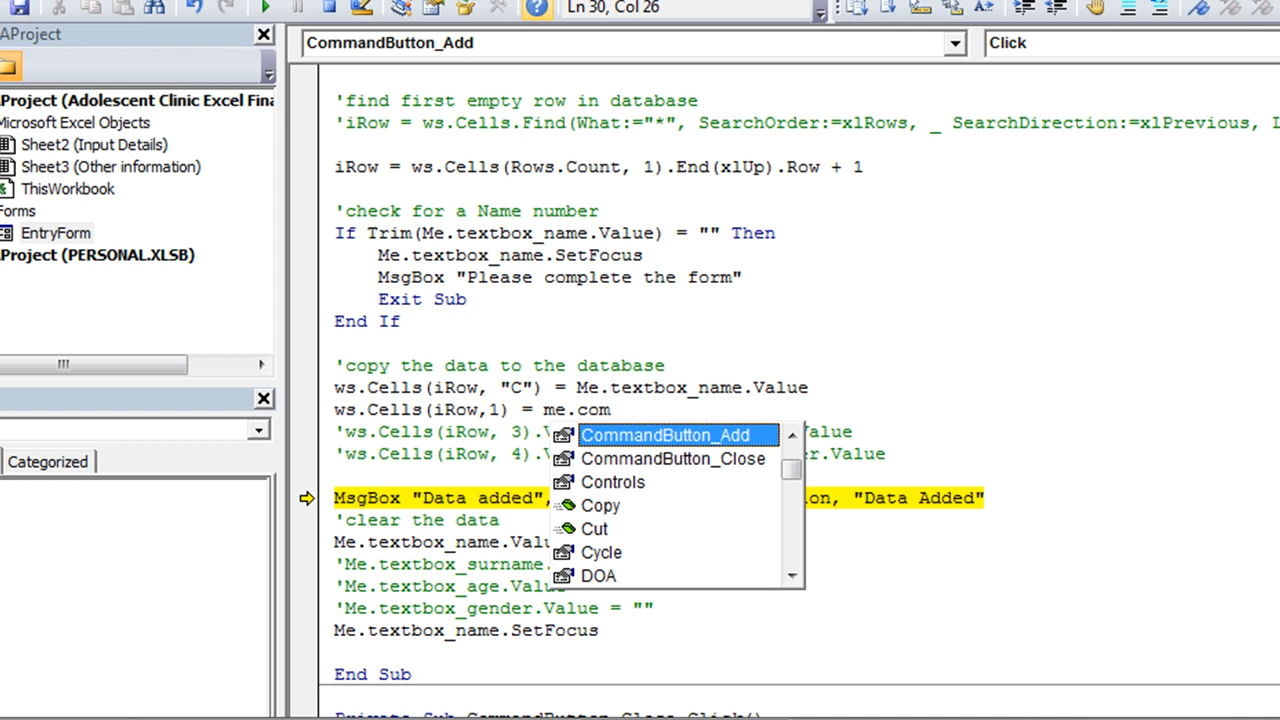 Ln 30, Col 26
AProject
CommandButton_Add
Click
Project (Adolescent Clinic Excel Fina
Microsoft Excel Objects
Sheet2 (Input Details)
Sheet3 (Other information)
ThisWorkbook
Forms
EntryForm
Project (PERSONAL.XLSB)
Categorized
'find first empty row in database
'iRow = ws.Cells.Find(What:="*", SearchOrder:=xlRows, _ SearchDirection:=xlPrevious, L
iRow = ws.Cells(Rows.Count, 1).End(xlUp).Row + 1
'check for a Name number
If Trim(Me.textbox_name.Value) = "" Then
Me.textbox_name.SetFocus
MsgBox "Please complete the form"
Exit Sub
End If
'copy the data to the database
ws.Cells(iRow, "C") = Me.textbox_name.Value
ws.Cells(iRow,1) = me.com
'ws.Cells(iRow, 3).V alue
'ws.Cells(iRow, 4).V r.Value
CommandButton_Add
CommandButton_Close
Controls
Copy
Cut
Cycle
DOA
MsgBox "Data added", on, "Data Added"
'clear the data
Me.textbox_name.Valu
'Me.textbox_surname.
'Me.textbox_age.Value
'Me.textbox_gender.Value = ""
Me.textbox_name.SetFocus
End Sub
Private Sub CommandButton_Close_Click()